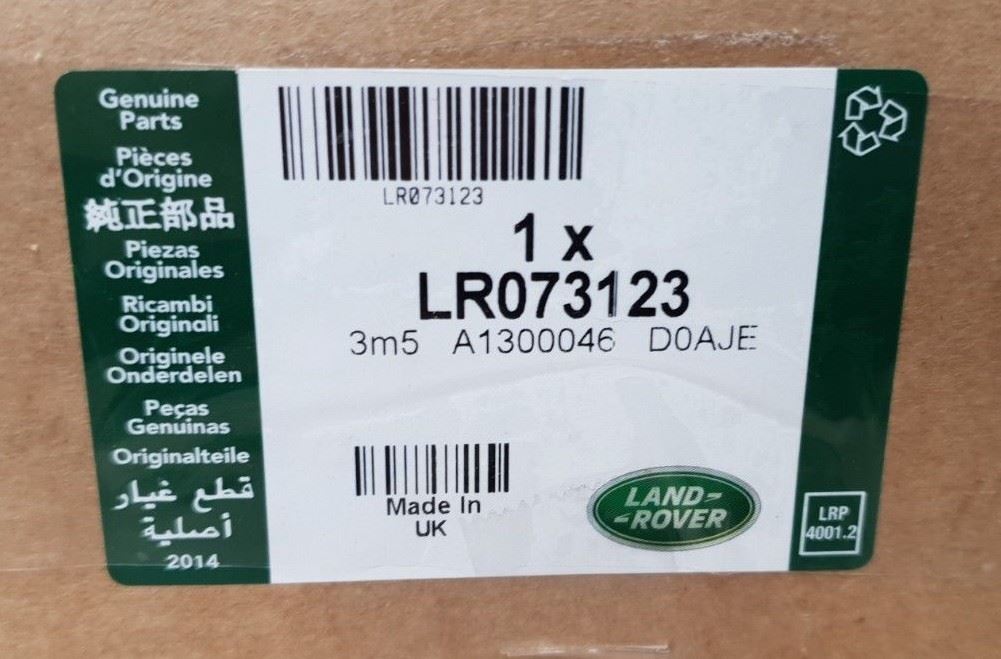 Genuine
Parts
Pièces
d'Origine
純正部品
Piezas
Originales
Ricambi
Originali
Originele
Onderdelen
Peças
Genuinas
Originalteile
قطع غيار
أصلية
2014
LR073123
1 x
LR073123
3m5 A1300046 D0AJE
Made In
UK
LAND-
-ROVER
LRP
4001.2